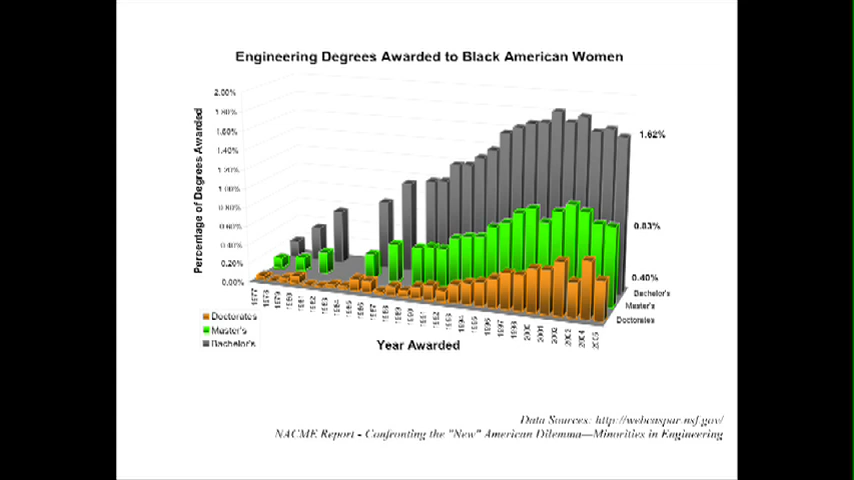 Engineering Degrees Awarded to Black American Women
Percentage of Degrees Awarded
2.00%
1.80%
1.60%
1.40%
1.20%
1.00%
0.80%
0.60%
0.40%
0.20%
0.00%
1.62%
0.83%
0.40%
Bachelor's
Master's
Doctorates
Doctorates
Master's
Bachelor's
Year Awarded
Data Sources: http://webcaspar.nsf.gov/
NACME Report - Confronting the "New" American Dilemma—Minorities in Engineering